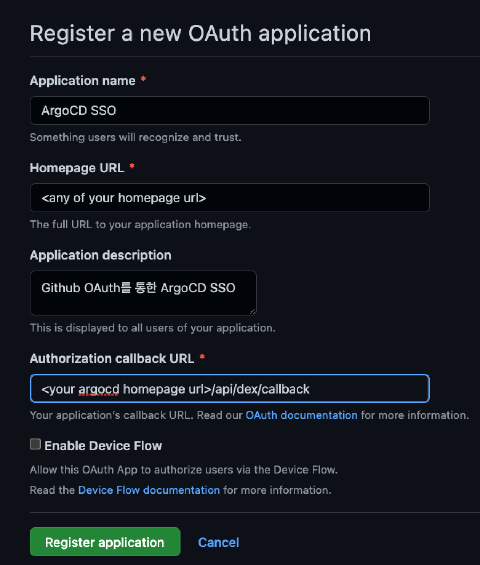 Register a new OAuth application
Application name *
ArgoCD SSO
Something users will recognize and trust.
Homepage URL *
<any of your homepage url>
The full URL to your application homepage.
Application description
Github OAuth를 통한 ArgoCD SSO
This is displayed to all users of your application.
Authorization callback URL *
<your argocd homepage url>/api/dex/callback
Your application's callback URL. Read our OAuth documentation for more information.
Enable Device Flow
Allow this OAuth App to authorize users via the Device Flow.
Read the Device Flow documentation for more information.
Register application Cancel